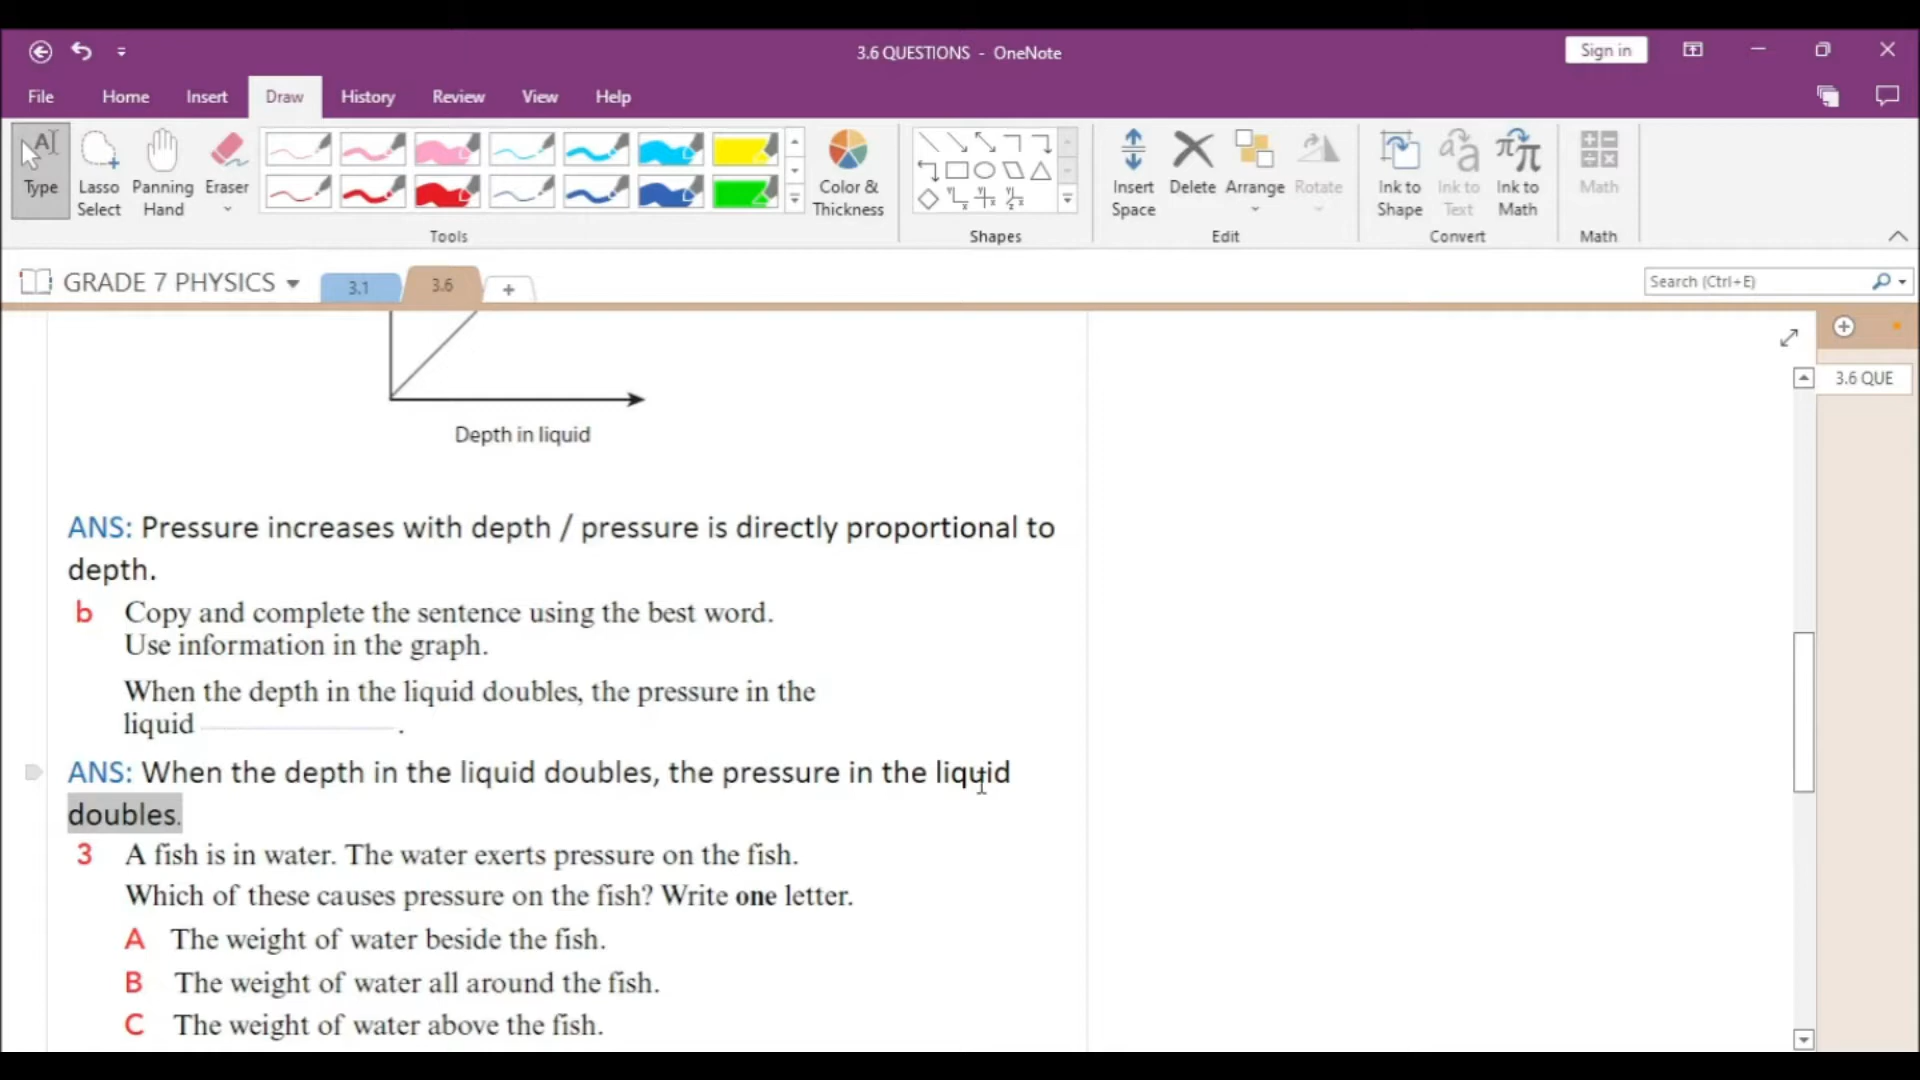 3.6 QUESTIONS - OneNote
Sign in
File Home Insert Draw History Review View Help
Type
Lasso Select
Panning Hand
Eraser
Color & Thickness
Insert Space
Delete
Arrange
Rotate
Ink to Shape
Ink to Text
Ink to Math
Math
Tools
Shapes
Edit
Convert
Math
GRADE 7 PHYSICS
3.1
3.6
Search (Ctrl+E)
3.6 QUE
Depth in liquid
ANS: Pressure increases with depth / pressure is directly proportional to
depth.
b Copy and complete the sentence using the best word.
Use information in the graph.
When the depth in the liquid doubles, the pressure in the
liquid .
ANS: When the depth in the liquid doubles, the pressure in the liquid
doubles.
3 A fish is in water. The water exerts pressure on the fish.
Which of these causes pressure on the fish? Write one letter.
A The weight of water beside the fish.
B The weight of water all around the fish.
C The weight of water above the fish.